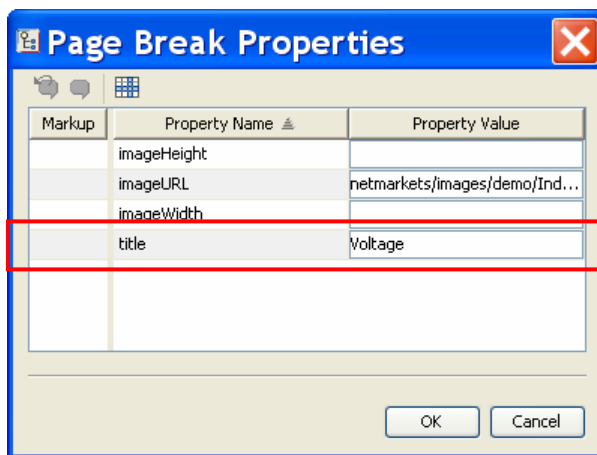 Page Break Properties
Markup Property Name Property Value
imageHeight
imageURL netmarkets/images/demo/Ind...
imageWidth
title Voltage
OK Cancel